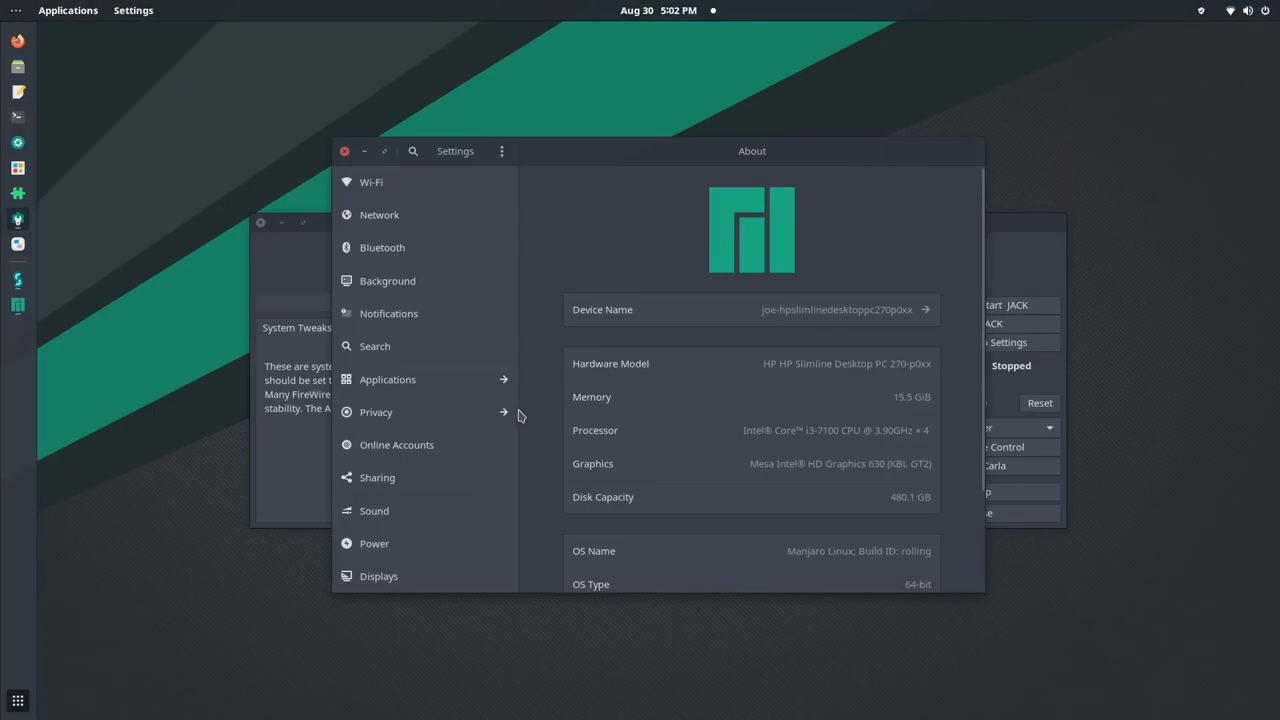 Applications Settings Aug 30 5:02 PM
Settings About
Wi-Fi
Network
Bluetooth
Background
Notifications
Search
Applications
Privacy
Online Accounts
Sharing
Sound
Power
Displays
Device Name joe-hpslimlinedesktoppc270p0xx
Hardware Model HP HP Slimline Desktop PC 270-p0xx
Memory 15.5 GiB
Processor Intel® Core™ i3-7100 CPU @ 3.90GHz × 4
Graphics Mesa Intel® HD Graphics 630 (KBL GT2)
Disk Capacity 480.1 GB
OS Name Manjaro Linux; Build ID: rolling
OS Type 64-bit
System Tweaks
These are syste
should be set t
Many FireWire
stability. The A
tart JACK
ACK
o Settings
Stopped
Reset
er
e Control
Carla
p
se